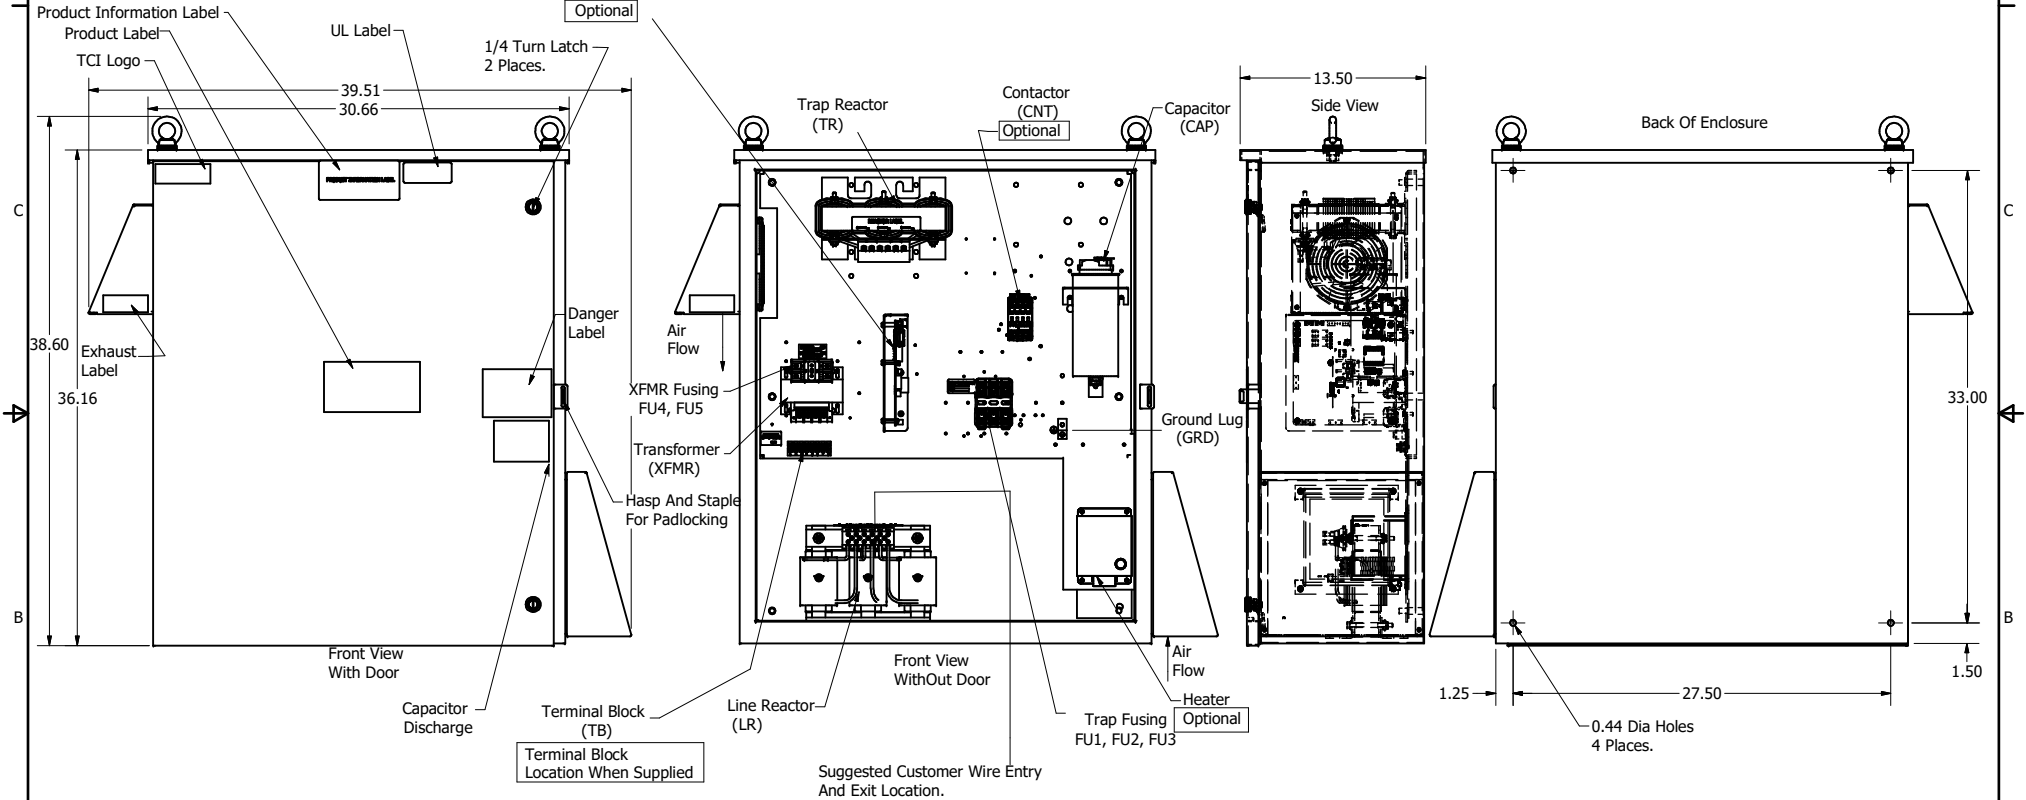 Product Information Label
Product Label
TCI Logo
UL Label
1/4 Turn Latch
2 Places.
Optional
39.51
30.66
38.60
36.16
C
B
Exhaust
Label
Danger
Label
Hasp And Staple
For Padlocking
Front View
With Door
Capacitor
Discharge
PRODUCT INFORMATION LABEL
Trap Reactor
(TR)
Contactor
(CNT)
Optional
Capacitor
(CAP)
Air
Flow
XFMR Fusing
FU4, FU5
Transformer
(XFMR)
Ground Lug
(GRD)
Terminal Block
(TB)
Terminal Block
Location When Supplied
Line Reactor
(LR)
Front View
WithOut Door
Suggested Customer Wire Entry
And Exit Location.
Trap Fusing
FU1, FU2, FU3
Heater
Optional
Air
Flow
13.50
Side View
Back Of Enclosure
33.00
1.50
1.25
27.50
0.44 Dia Holes
4 Places.
C
B